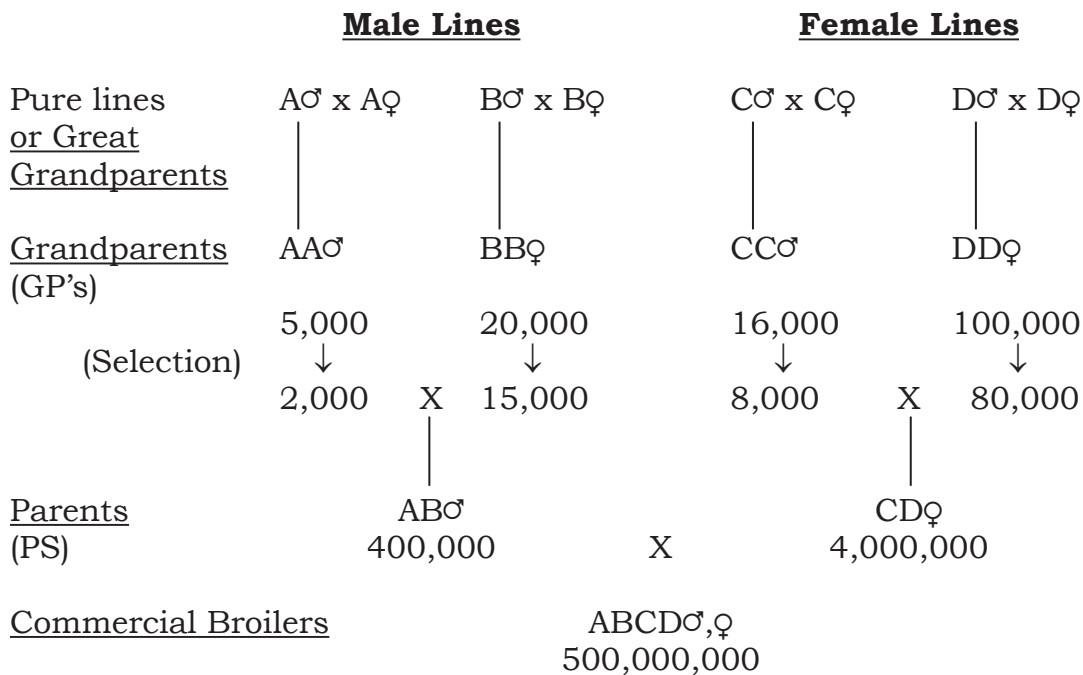 Male Lines Female Lines
Pure lines A♂ x A♀ B♂ x B♀ C♂ x C♀ D♂ x D♀
or Great
Grandparents
Grandparents AA♂ BB♀ CC♂ DD♀
(GP's)
5,000 20,000 16,000 100,000
(Selection) ↓ ↓ ↓ ↓
2,000 X 15,000 8,000 X 80,000
Parents AB♂ CD♀
(PS) 400,000 X 4,000,000
Commercial Broilers ABCD♂,♀
500,000,000